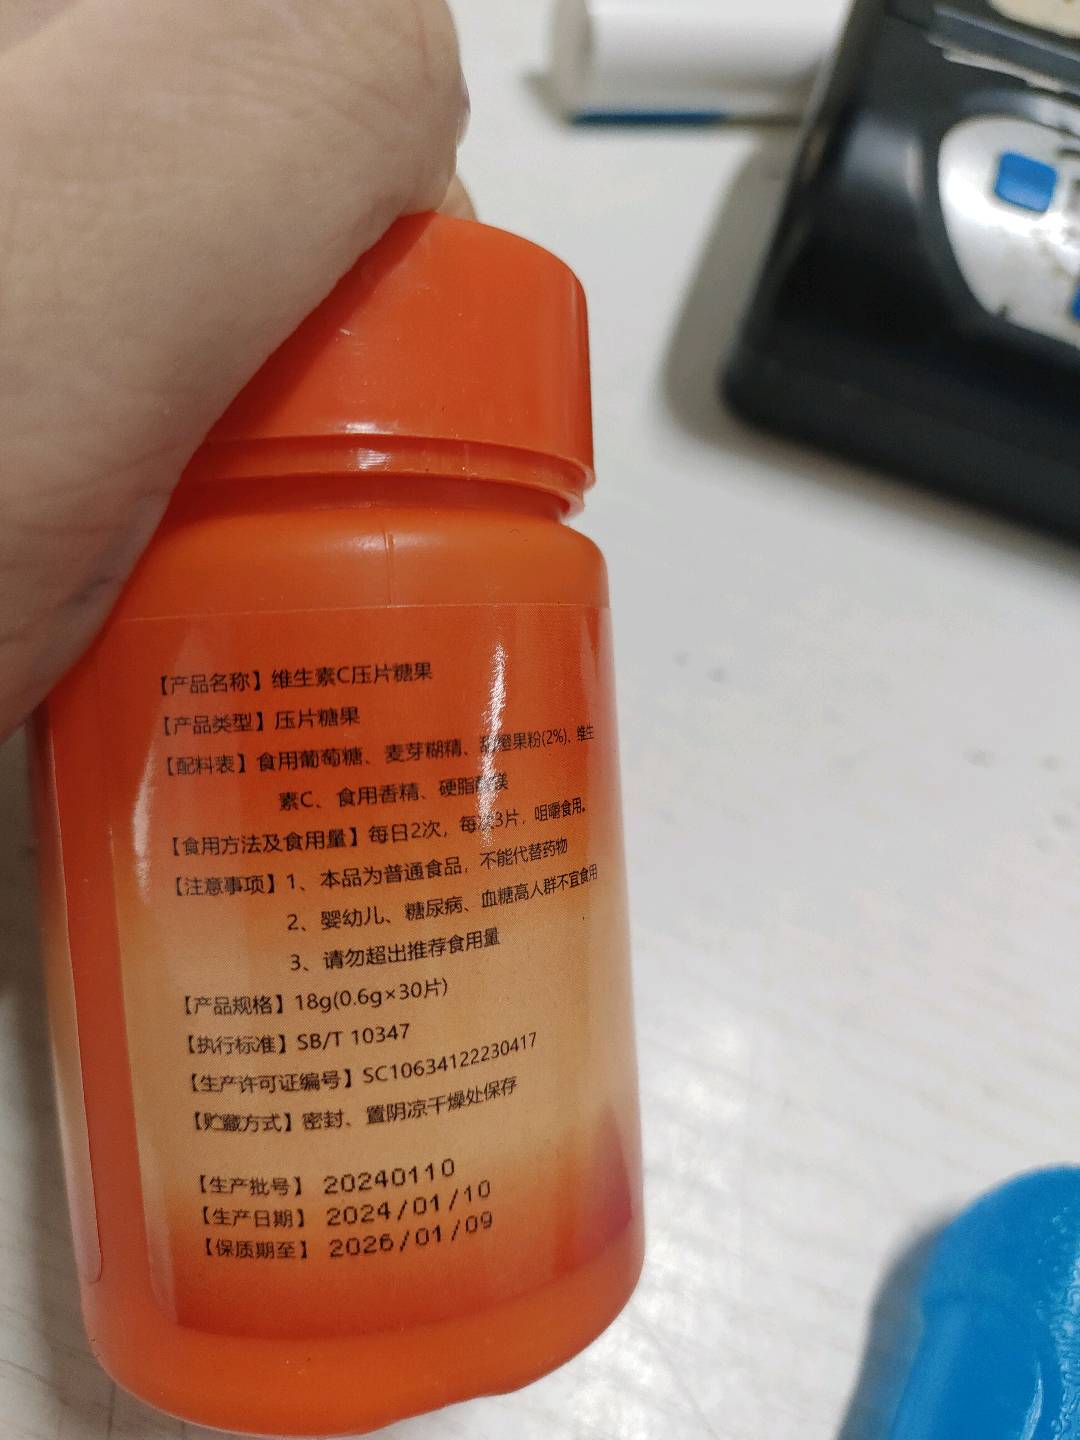 【产品名称】维生素C压片糖果
【产品类型】压片糖果
【配料表】食用葡萄糖、麦芽糊精、甜橙果粉(2%)、维生
素C、食用香精、硬脂酸镁
【食用方法及食用量】每日2次，每次3片，咀嚼食用。
【注意事项】1、本品为普通食品，不能代替药物
2、婴幼儿、糖尿病、血糖高人群不宜食用
3、请勿超出推荐食用量
【产品规格】18g(0.6g×30片)
【执行标准】SB/T 10347
【生产许可证编号】SC10634122230417
【贮藏方式】密封、置阴凉干燥处保存
【生产批号】 20240110
【生产日期】 2024/01/10
【保质期至】 2026/01/09